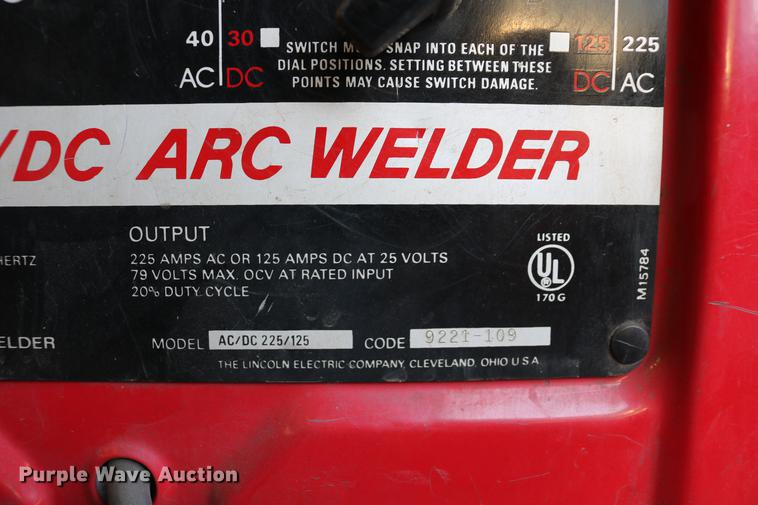 40 30 125 225
AC DC DC AC
SWITCH SNAP INTO EACH OF THE
DIAL POSITIONS. SETTING BETWEEN THESE
POINTS MAY CAUSE SWITCH DAMAGE.
/DC ARC WELDER
OUTPUT
HERTZ
225 AMPS AC OR 125 AMPS DC AT 25 VOLTS
79 VOLTS MAX. OCV AT RATED INPUT
20% DUTY CYCLE
LISTED
UL
®
170 G
M15784
ELDER
MODEL AC/DC 225/125 CODE 9221-109
THE LINCOLN ELECTRIC COMPANY, CLEVELAND, OHIO U S A
Purple Wave Auction